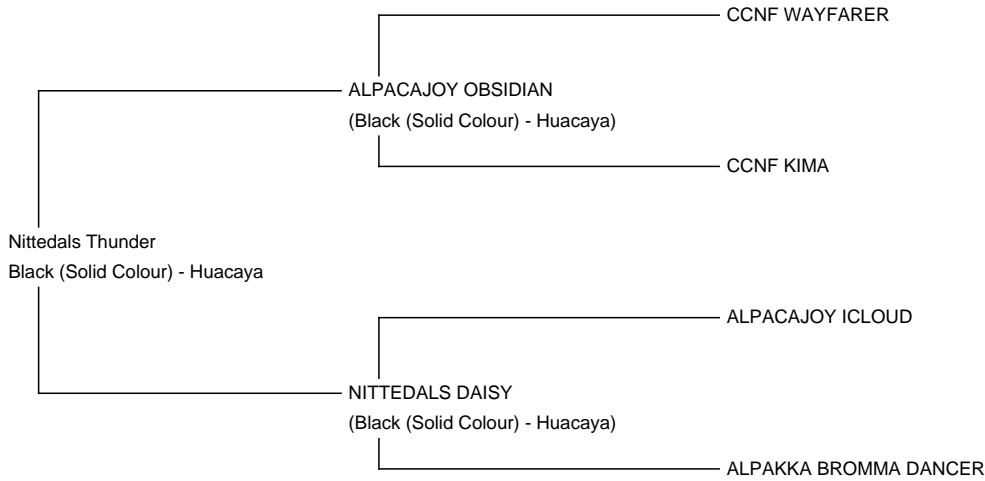 CCNF WAYFARER
ALPACAJOY OBSIDIAN
(Black (Solid Colour) - Huacaya)
CCNF KIMA
Nittedals Thunder
Black (Solid Colour) - Huacaya
ALPACAJOY ICLOUD
NITTEDALS DAISY
(Black (Solid Colour) - Huacaya)
ALPAKKA BROMMA DANCER